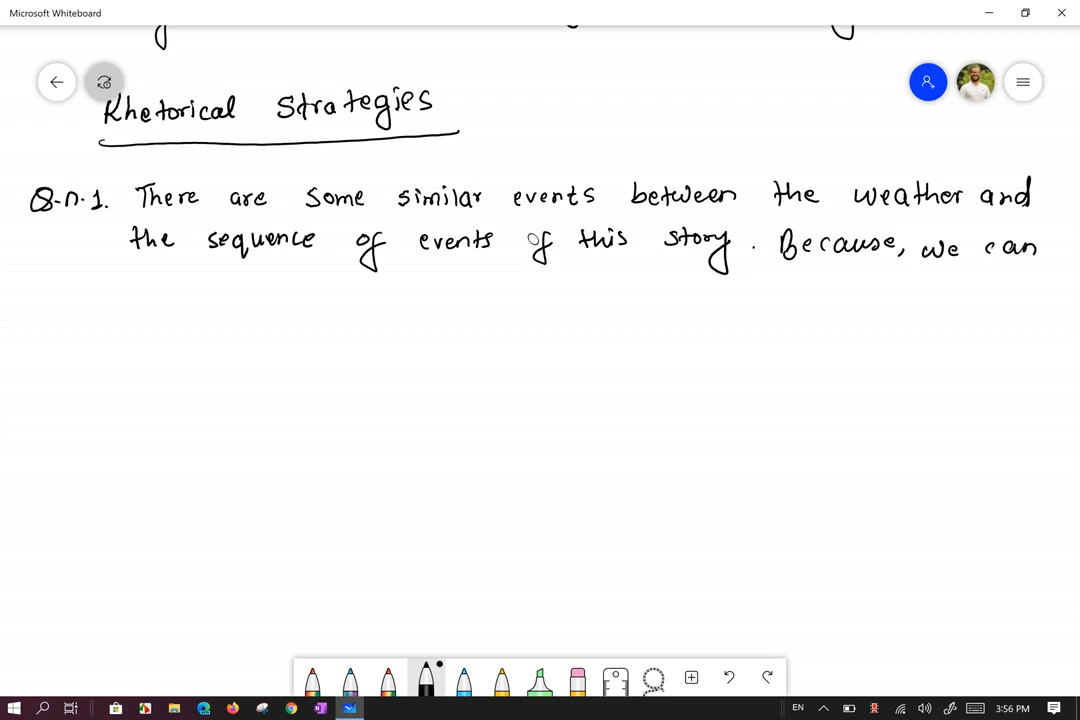 Microsoft Whiteboard
Rhetorical Strategies
Q.n.1. There are some similar events between the weather and
the sequence of events of this story. Because, we can
EN
3:56 PM